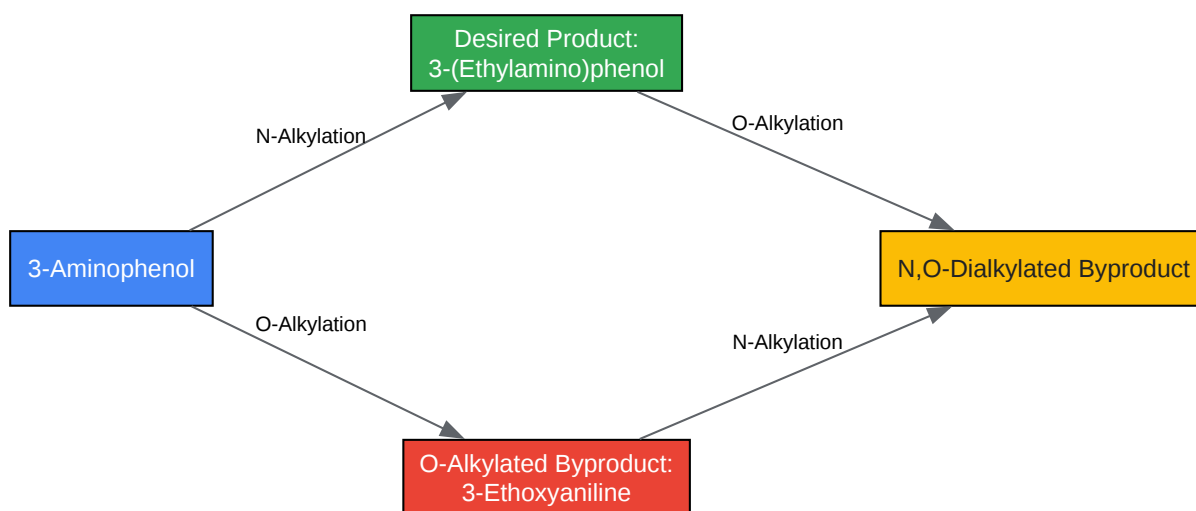 Desired Product:
3-(Ethylamino)phenol
N-Alkylation
O-Alkylation
3-Aminophenol
N,O-Dialkylated Byproduct
O-Alkylation
N-Alkylation
O-Alkylated Byproduct:
3-Ethoxyaniline